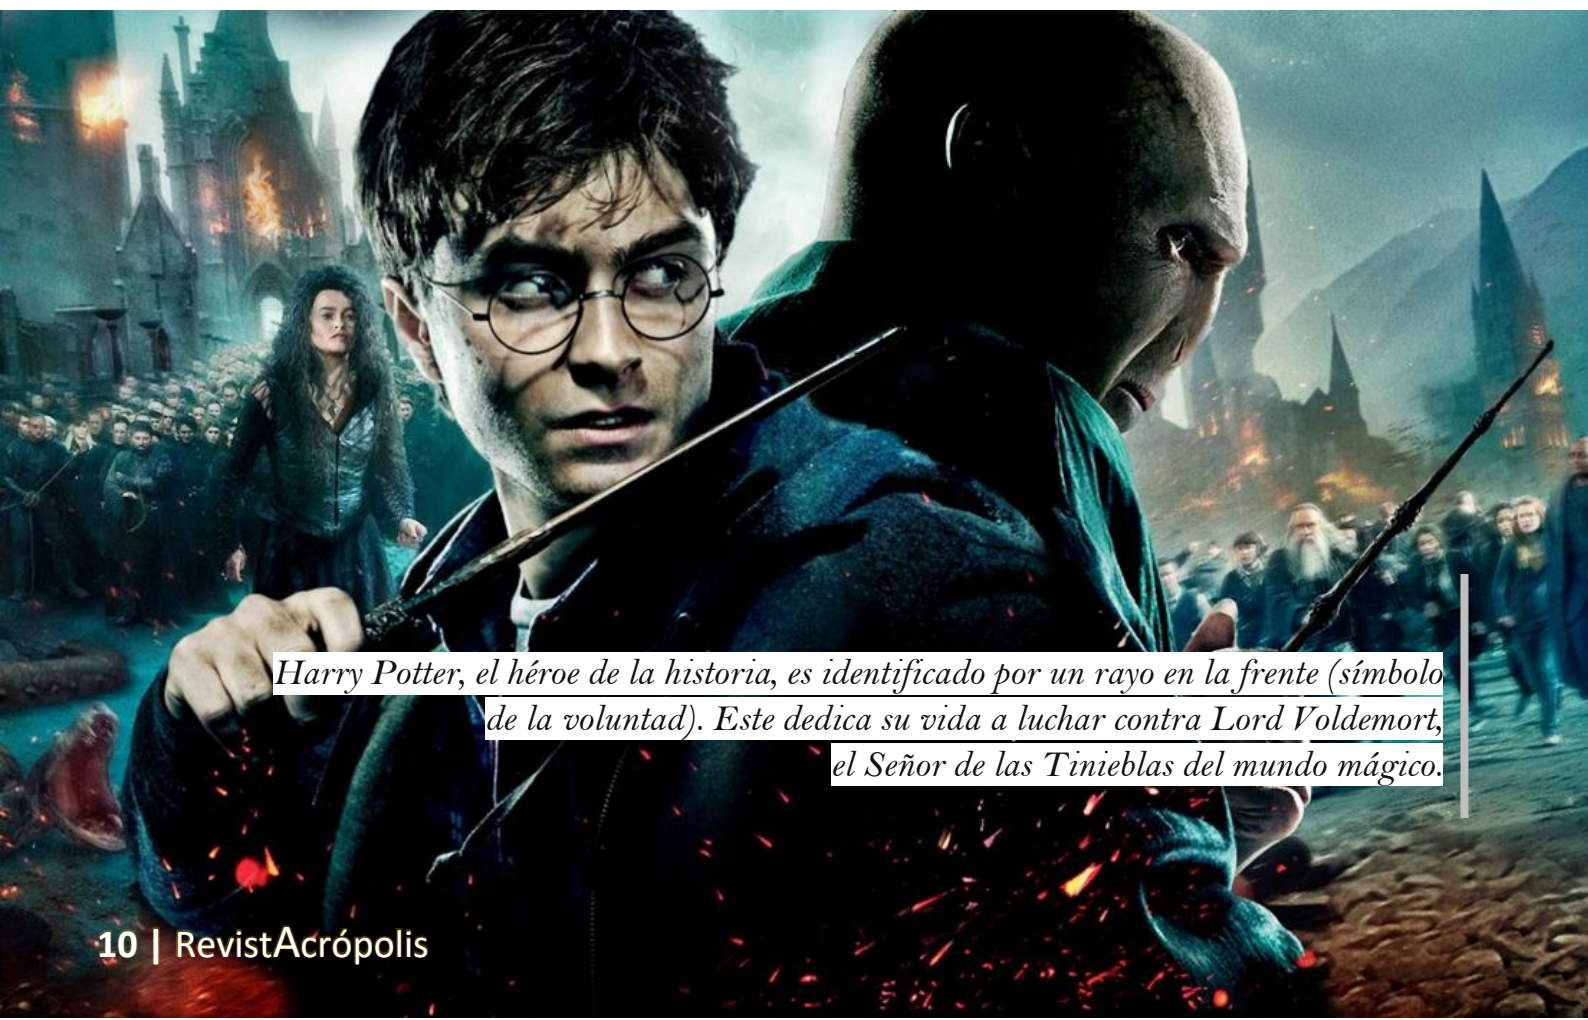 Harry Potter, el héroe de la historia, es identificado por un rayo en la frente (símbolo
de la voluntad). Este dedica su vida a luchar contra Lord Voldemort,
el Señor de las Tinieblas del mundo mágico.
10 | RevistAcrópolis